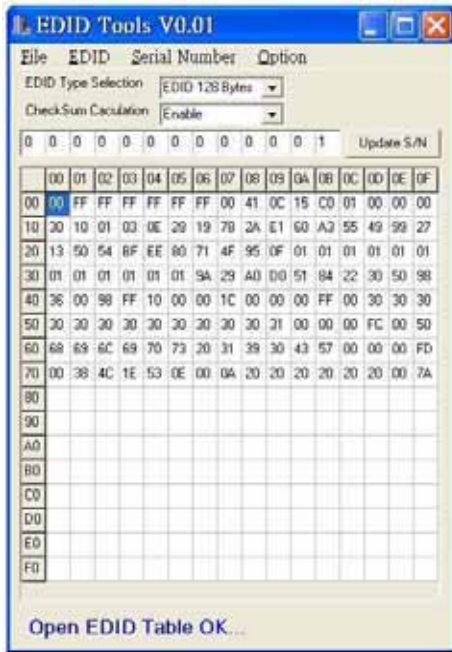 EDID Tools V0.01
File EDID Serial Number Option
EDID Type Selection EDID 128 Bytes
CheckSum Caculation Enable
0 0 0 0 0 0 0 0 0 0 0 1 Update S/N
00 01 02 03 04 05 06 07 08 09 0A 0B 0C 0D 0E 0F
00 00 FF FF FF FF FF FF 00 41 0C 15 C0 01 00 00 00
10 30 10 01 03 0E 28 19 78 2A E1 60 A3 55 49 99 27
20 13 50 54 BF EE 80 71 4F 95 0F 01 01 01 01 01 01
30 01 01 01 01 01 01 9A 29 A0 D0 51 84 22 30 50 98
40 36 00 98 FF 10 00 00 1C 00 00 00 FF 00 30 30 30
50 30 30 30 30 30 30 30 30 30 31 00 00 00 FC 00 50
60 68 69 6C 69 70 73 20 31 39 30 43 57 00 00 00 FD
70 00 38 4C 1E 53 0E 00 0A 20 20 20 20 20 20 00 7A
80
90
A0
B0
C0
D0
E0
F0
Open EDID Table OK...